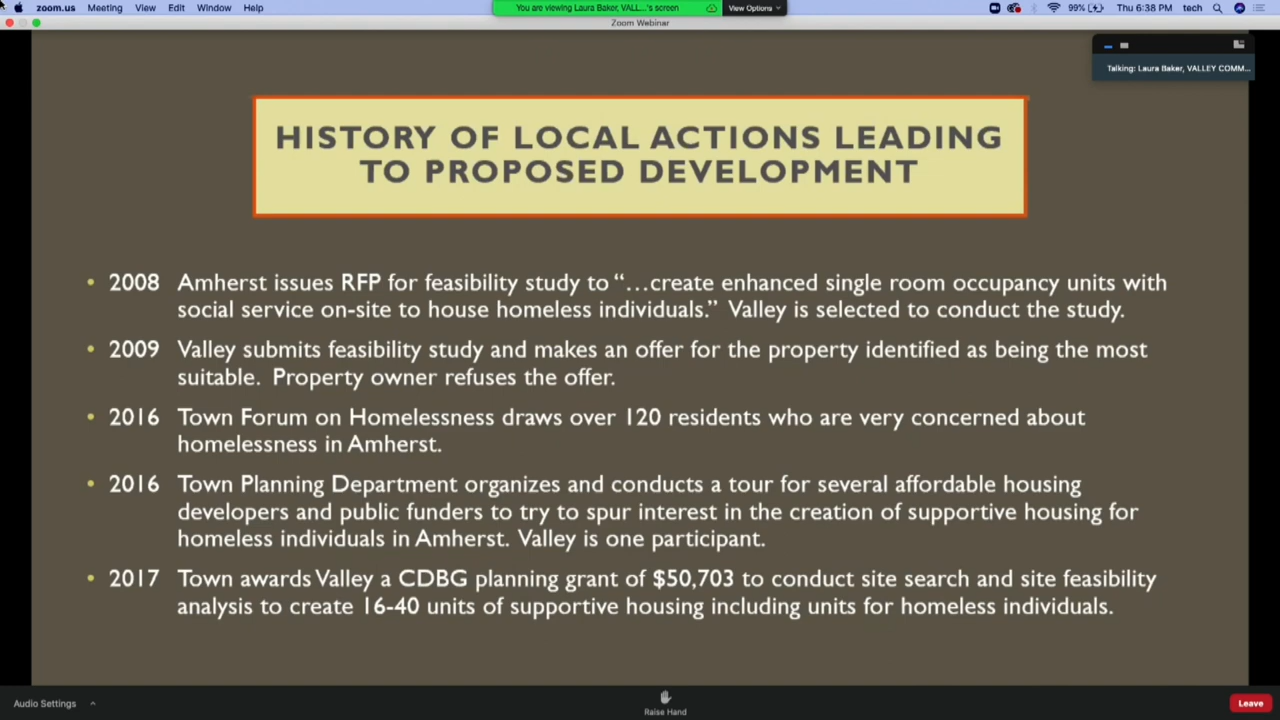 zoom.us Meeting View Edit Window Help
You are viewing Laura Baker, VALL...'s screen
View Options
99%
Thu 6:38 PM tech
Zoom Webinar
Talking: Laura Baker, VALLEY COMM...
HISTORY OF LOCAL ACTIONS LEADING
TO PROPOSED DEVELOPMENT
• 2008 Amherst issues RFP for feasibility study to “…create enhanced single room occupancy units with
social service on-site to house homeless individuals.” Valley is selected to conduct the study.
• 2009 Valley submits feasibility study and makes an offer for the property identified as being the most
suitable. Property owner refuses the offer.
• 2016 Town Forum on Homelessness draws over 120 residents who are very concerned about
homelessness in Amherst.
• 2016 Town Planning Department organizes and conducts a tour for several affordable housing
developers and public funders to try to spur interest in the creation of supportive housing for
homeless individuals in Amherst. Valley is one participant.
• 2017 Town awards Valley a CDBG planning grant of $50,703 to conduct site search and site feasibility
analysis to create 16-40 units of supportive housing including units for homeless individuals.
Audio Settings
Raise Hand
Leave